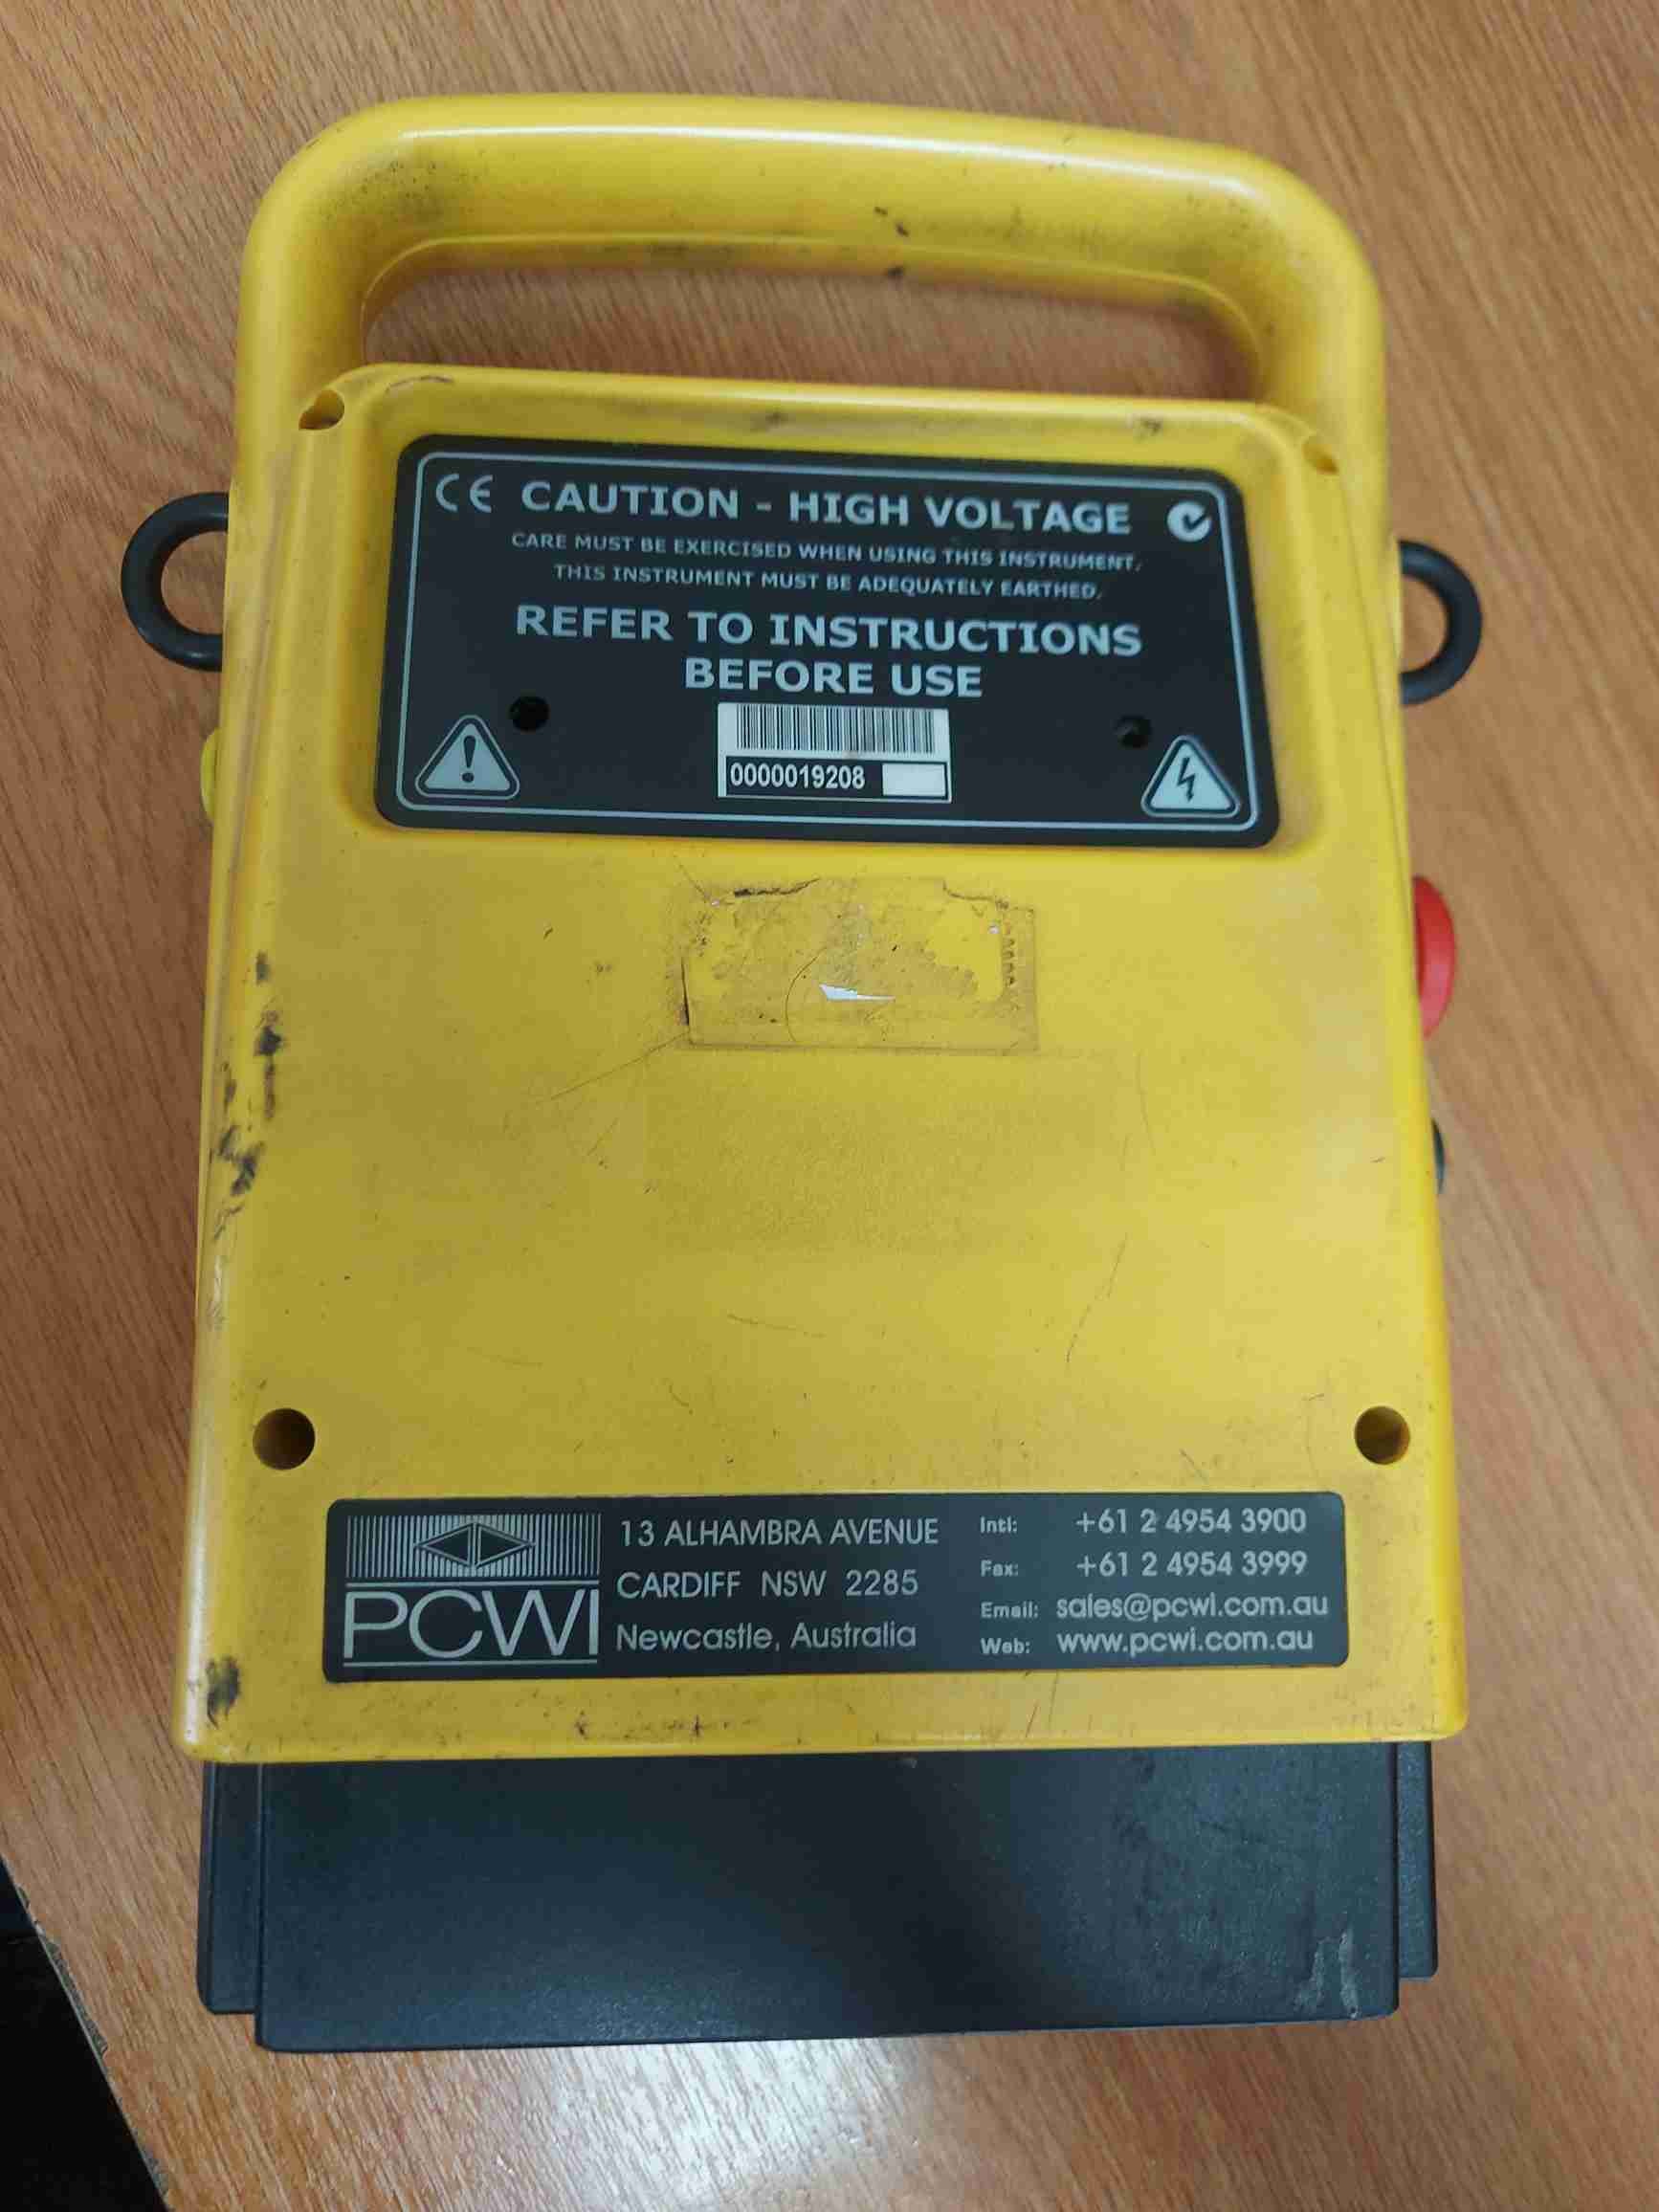 CE CAUTION - HIGH VOLTAGE
CARE MUST BE EXERCISED WHEN USING THIS INSTRUMENT.
THIS INSTRUMENT MUST BE ADEQUATELY EARTHED.
REFER TO INSTRUCTIONS
BEFORE USE
0000019208
PCWI
13 ALHAMBRA AVENUE
CARDIFF NSW 2285
Newcastle, Australia
Intl: +61 2 4954 3900
Fax: +61 2 4954 3999
Email: sales@pcwi.com.au
Web: www.pcwi.com.au